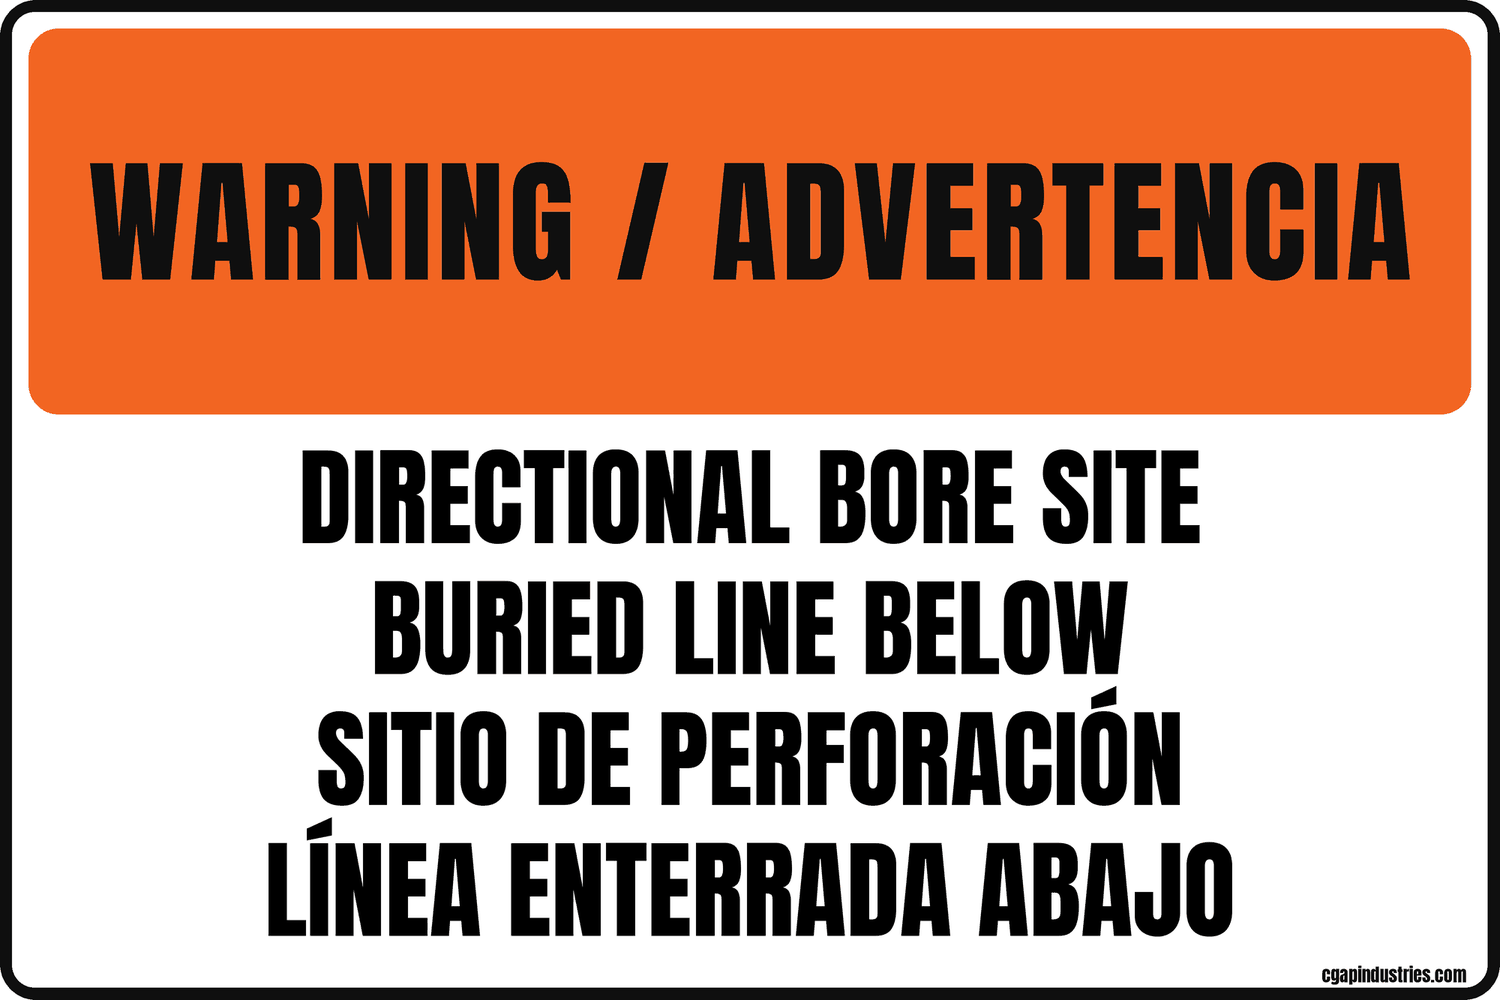 WARNING / ADVERTENCIA
DIRECTIONAL BORE SITE
BURIED LINE BELOW
SITIO DE PERFORACIÓN
LÍNEA ENTERRADA ABAJO
cgapindustries.com